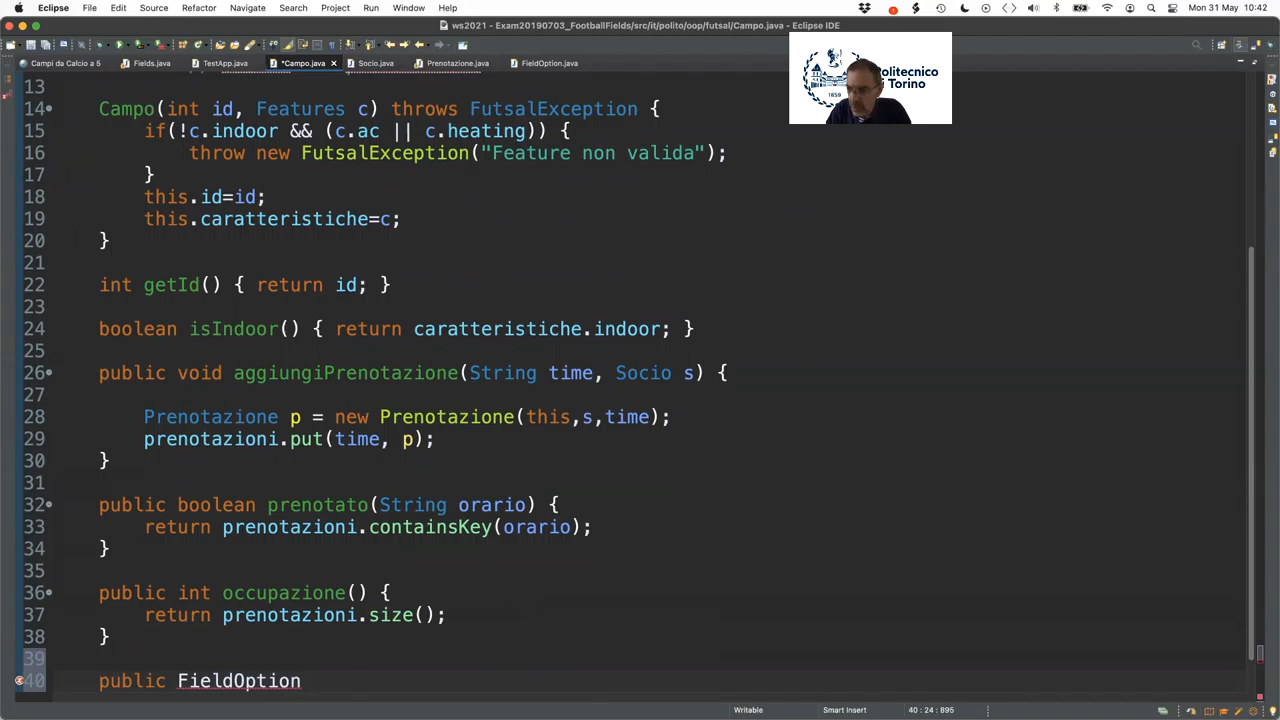 Eclipse File Edit Source Refactor Navigate Search Project Run Window Help Mon 31 May 10:42
ws2021 - Exam20190703_FootballFields/src/it/polito/oop/futsal/Campo.java - Eclipse IDE
Campi da Calcio a 5 Fields.java TestApp.java *Campo.java Socio.java Prenotazione.java FieldOption.java
Politecnico
di Torino
1859
13
14 Campo(int id, Features c) throws FutsalException {
15 if(!c.indoor && (c.ac || c.heating)) {
16 throw new FutsalException("Feature non valida");
17 }
18 this.id=id;
19 this.caratteristiche=c;
20 }
21
22 int getId() { return id; }
23
24 boolean isIndoor() { return caratteristiche.indoor; }
25
26 public void aggiungiPrenotazione(String time, Socio s) {
27
28 Prenotazione p = new Prenotazione(this,s,time);
29 prenotazioni.put(time, p);
30 }
31
32 public boolean prenotato(String orario) {
33 return prenotazioni.containsKey(orario);
34 }
35
36 public int occupazione() {
37 return prenotazioni.size();
38 }
39
40 public FieldOption
Writable Smart Insert 40 : 24 : 895